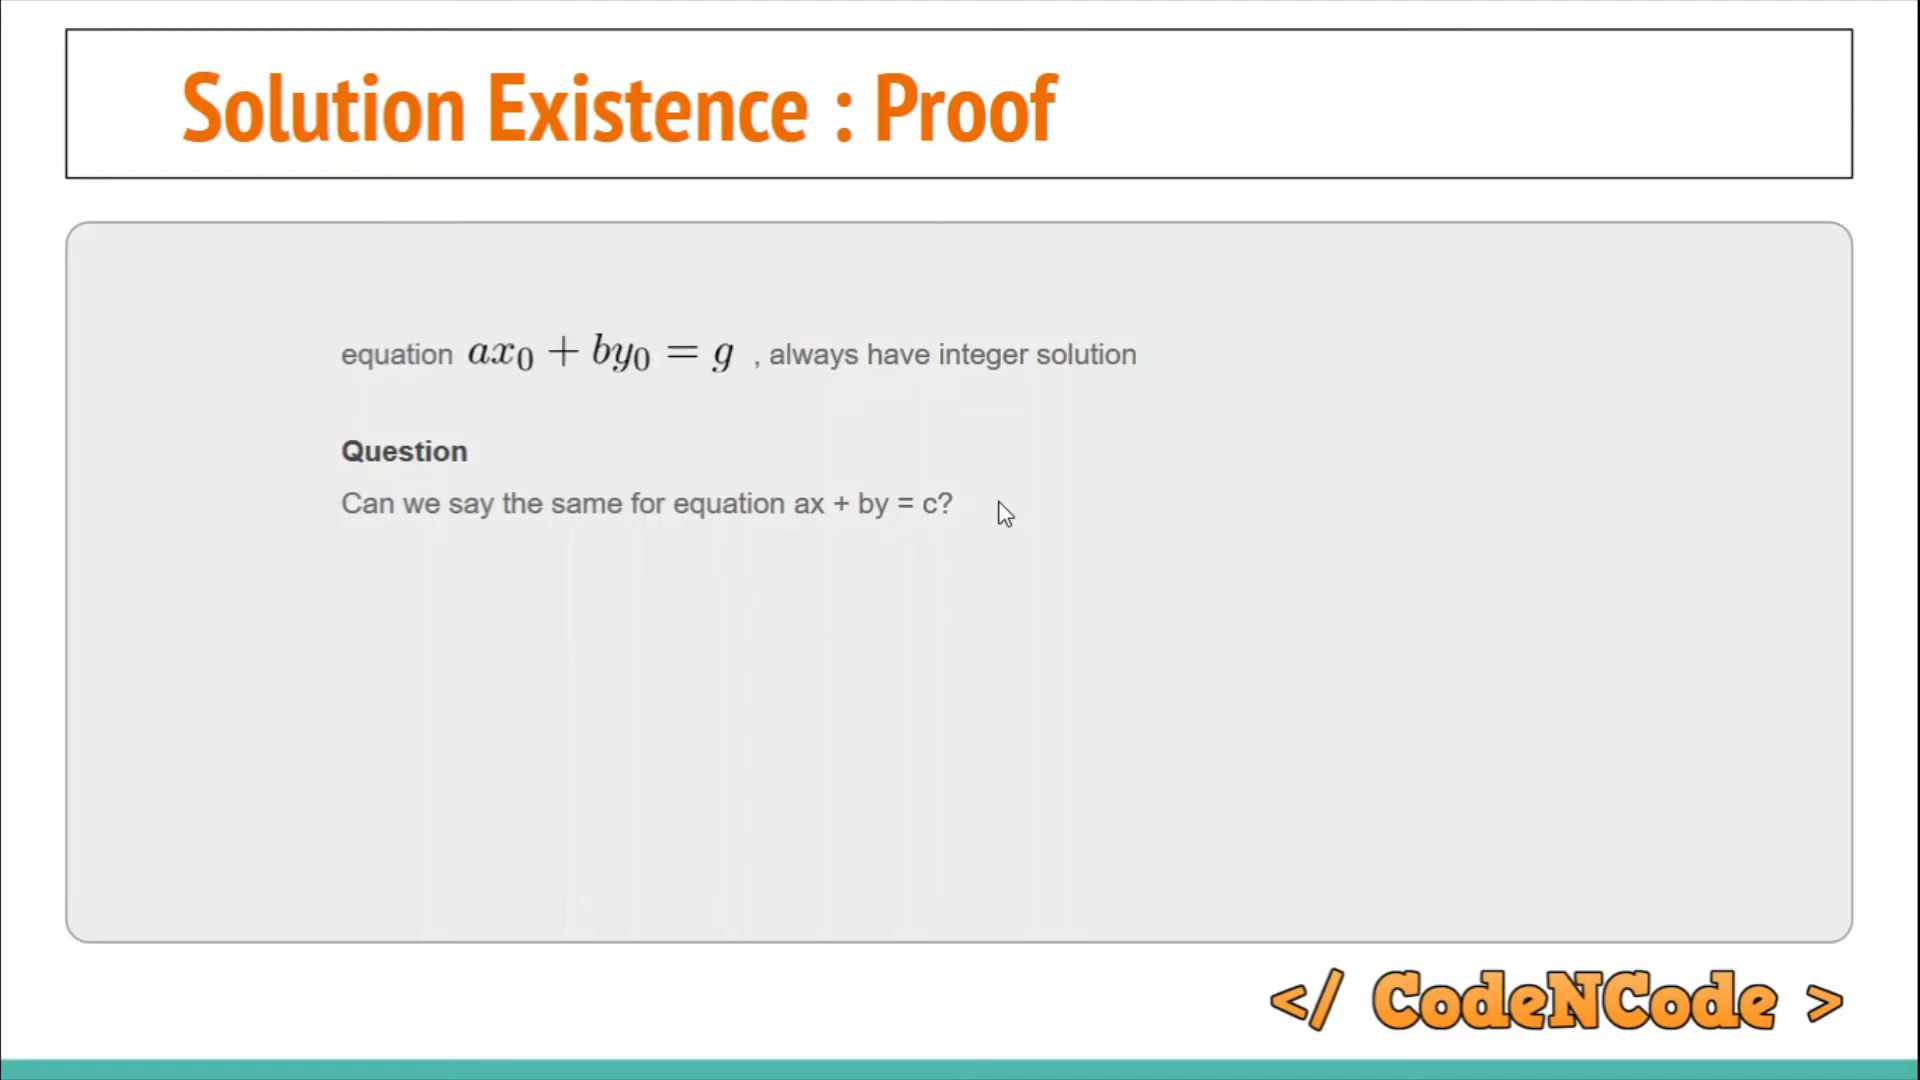 Solution Existence : Proof
equation ax₀ + by₀ = g , always have integer solution
Question
Can we say the same for equation ax + by = c?
</ CodeNCode >